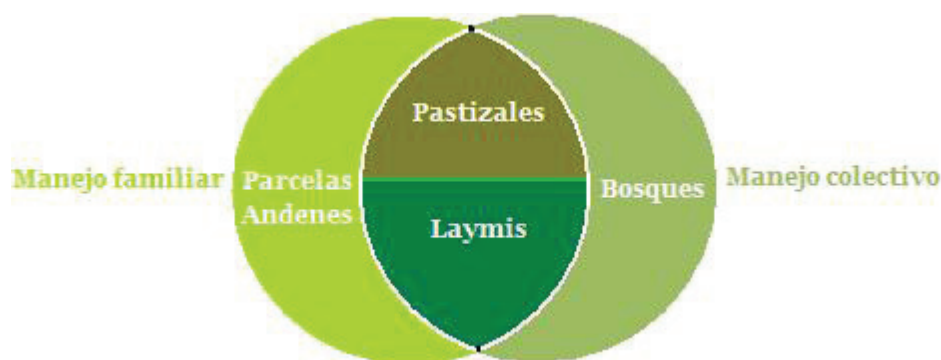 Pastizales
Manejo familiar
Parcelas
Andenes
Bosques
Manejo colectivo
Laymis